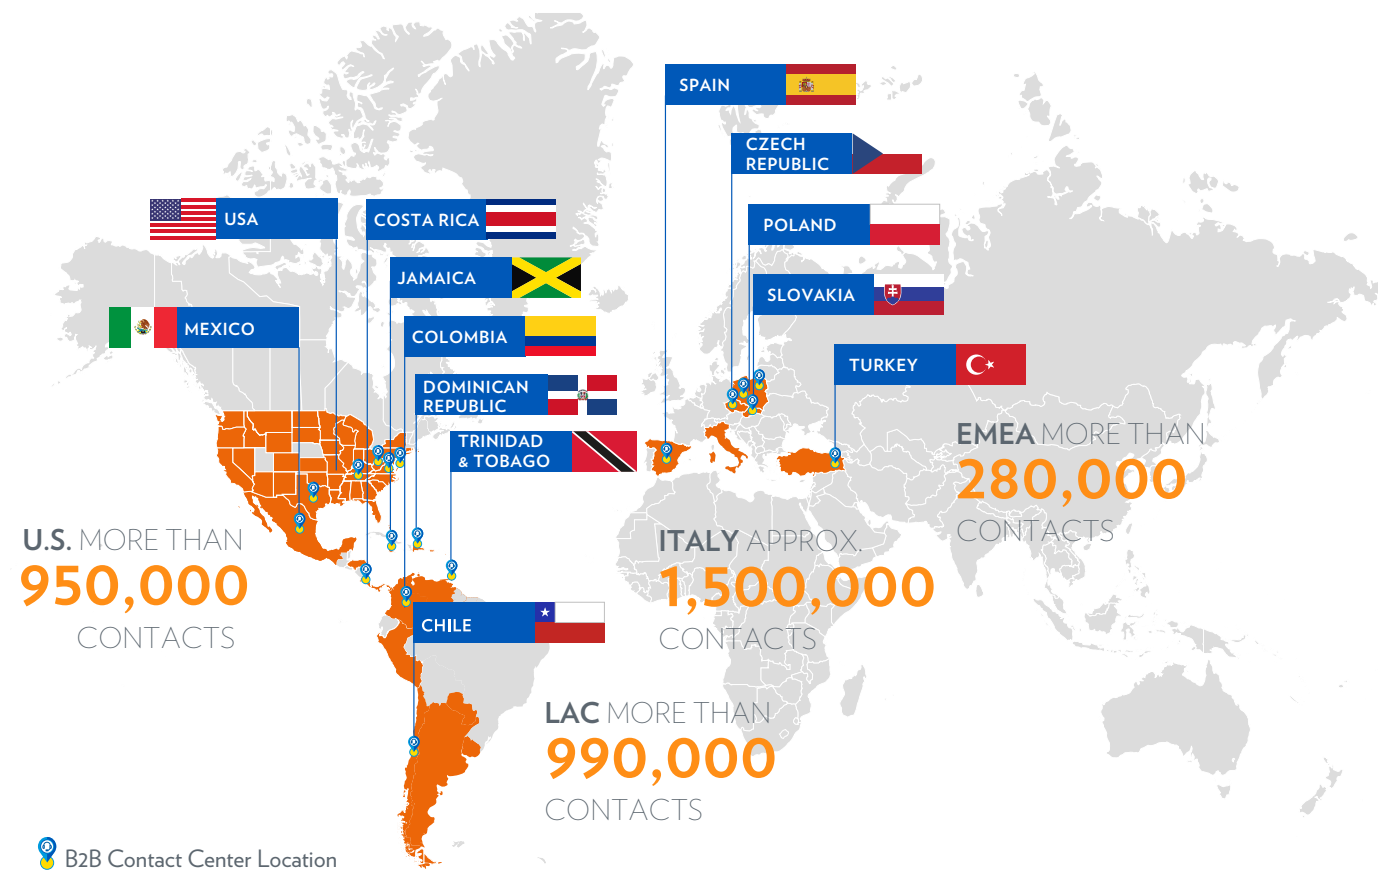 SPAIN
CZECH
REPUBLIC
USA
COSTA RICA
POLAND
JAMAICA
SLOVAKIA
MEXICO
COLOMBIA
TURKEY
DOMINICAN
REPUBLIC
TRINIDAD
& TOBAGO
EMEA MORE THAN
280,000
CONTACTS
U.S. MORE THAN
950,000
CONTACTS
ITALY APPROX.
1,500,000
CONTACTS
CHILE
LAC MORE THAN
990,000
CONTACTS
B2B Contact Center Location